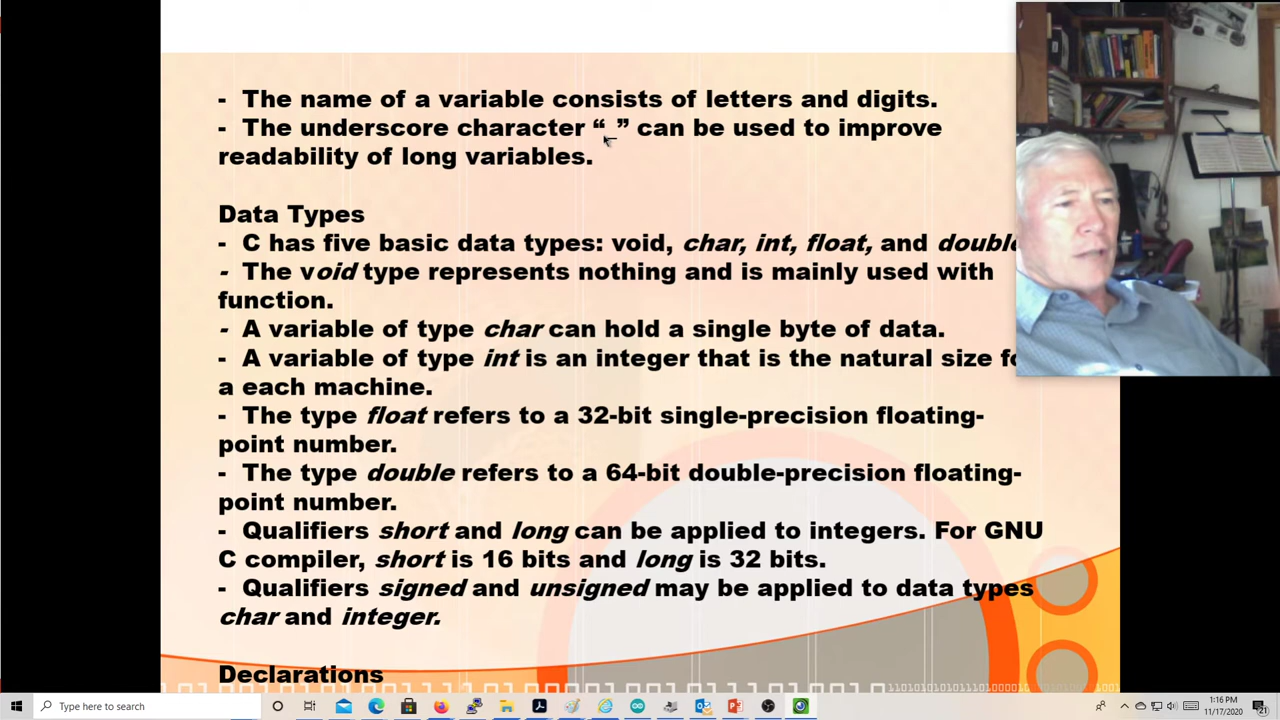 - The name of a variable consists of letters and digits.
- The underscore character “_” can be used to improve
readability of long variables.
Data Types
- C has five basic data types: void, char, int, float, and double
- The void type represents nothing and is mainly used with
function.
- A variable of type char can hold a single byte of data.
- A variable of type int is an integer that is the natural size fo
a each machine.
- The type float refers to a 32-bit single-precision floating-
point number.
- The type double refers to a 64-bit double-precision floating-
point number.
- Qualifiers short and long can be applied to integers. For GNU
C compiler, short is 16 bits and long is 32 bits.
- Qualifiers signed and unsigned may be applied to data types
char and integer.
Declarations
Type here to search
1:16 PM
11/17/2020
21